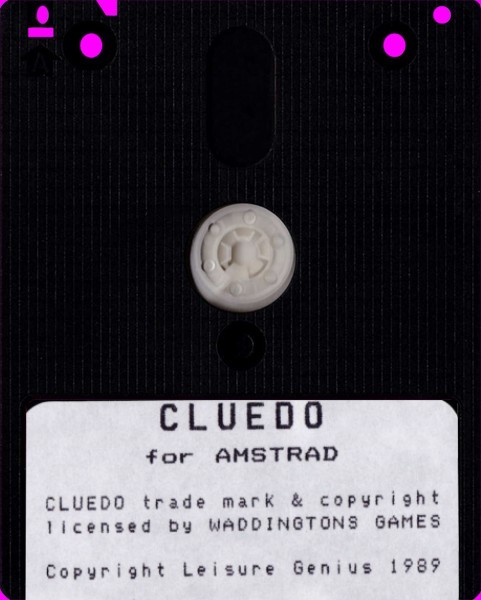 CLUEDO
for AMSTRAD
CLUEDO trade mark & copyright
licensed by WADDINGTONS GAMES
Copyright Leisure Genius 1989